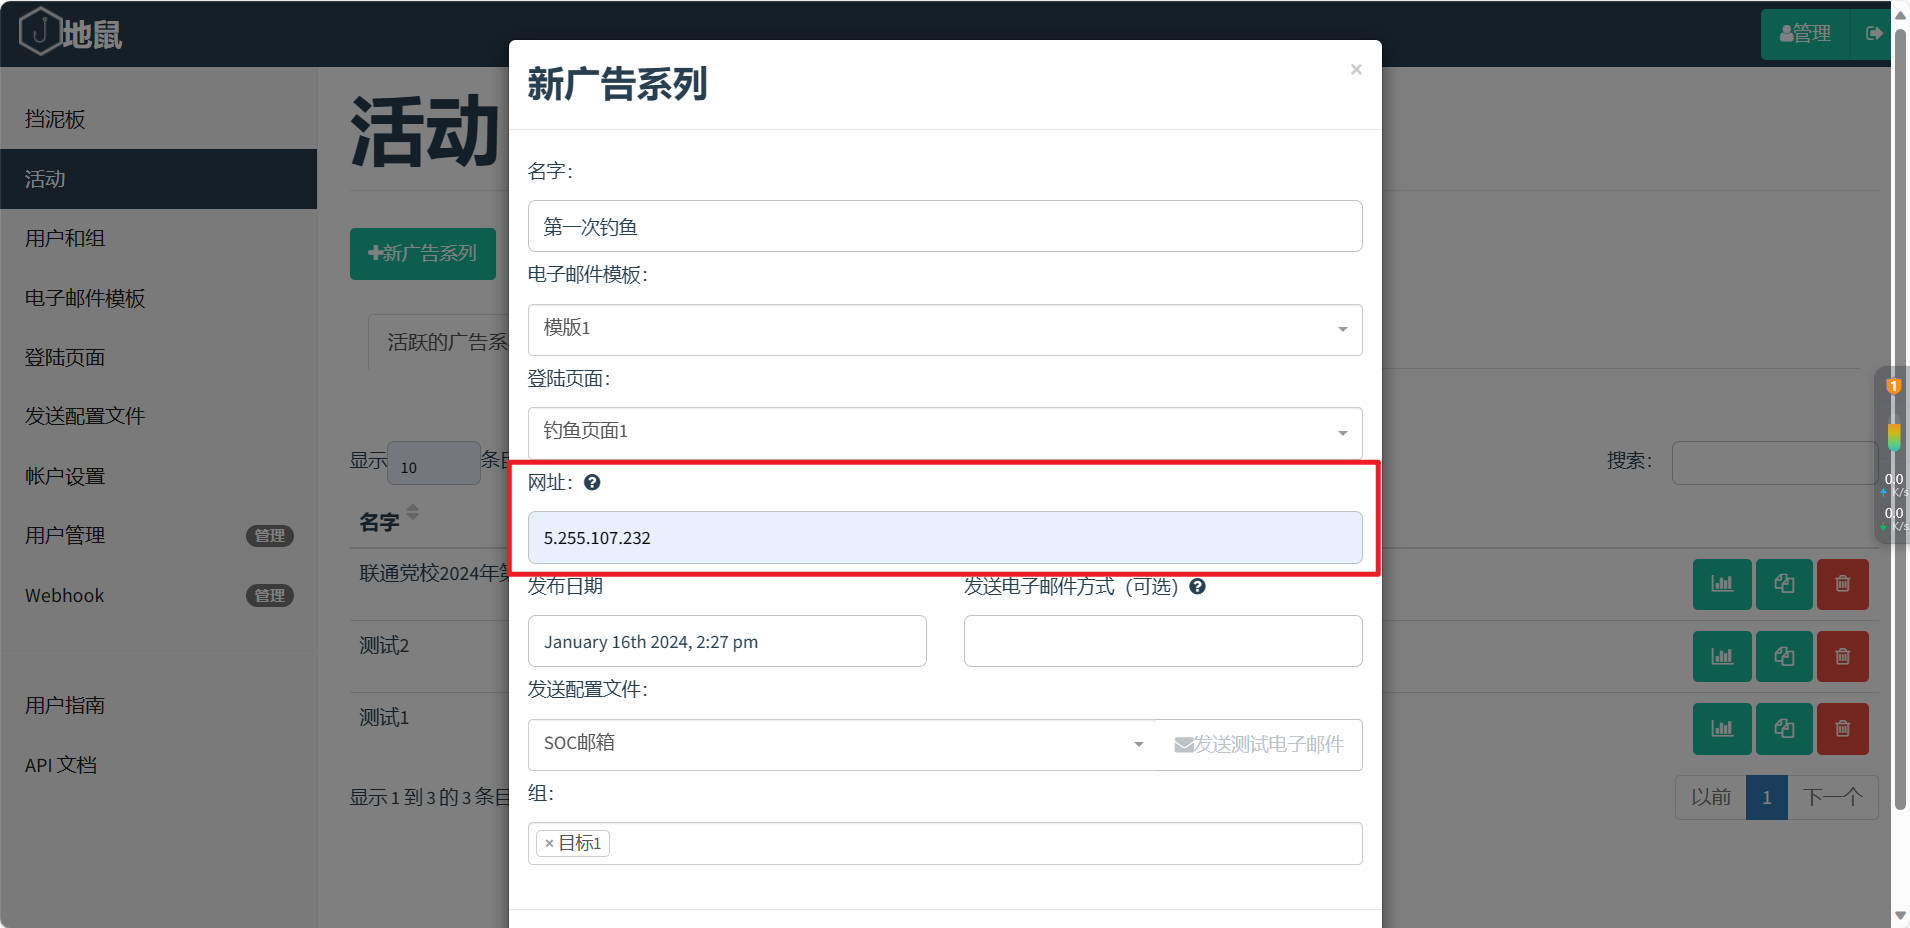 地鼠
管理
挡泥板
活动
用户和组
电子邮件模板
登陆页面
发送配置文件
帐户设置
用户管理 管理
Webhook 管理
用户指南
API 文档
活动
新广告系列
活跃的广告系
显示 10 条目
搜索：
名字
联通党校2024年第
测试2
测试1
显示 1 到 3 的 3 条目
以前 1 下一个
新广告系列
×
名字：
第一次钓鱼
电子邮件模板：
模版1
登陆页面：
钓鱼页面1
网址：
5.255.107.232
发布日期
发送电子邮件方式（可选）
January 16th 2024, 2:27 pm
发送配置文件：
SOC邮箱
发送测试电子邮件
组：
× 目标1
1
0.0
K/s
0.0
K/s